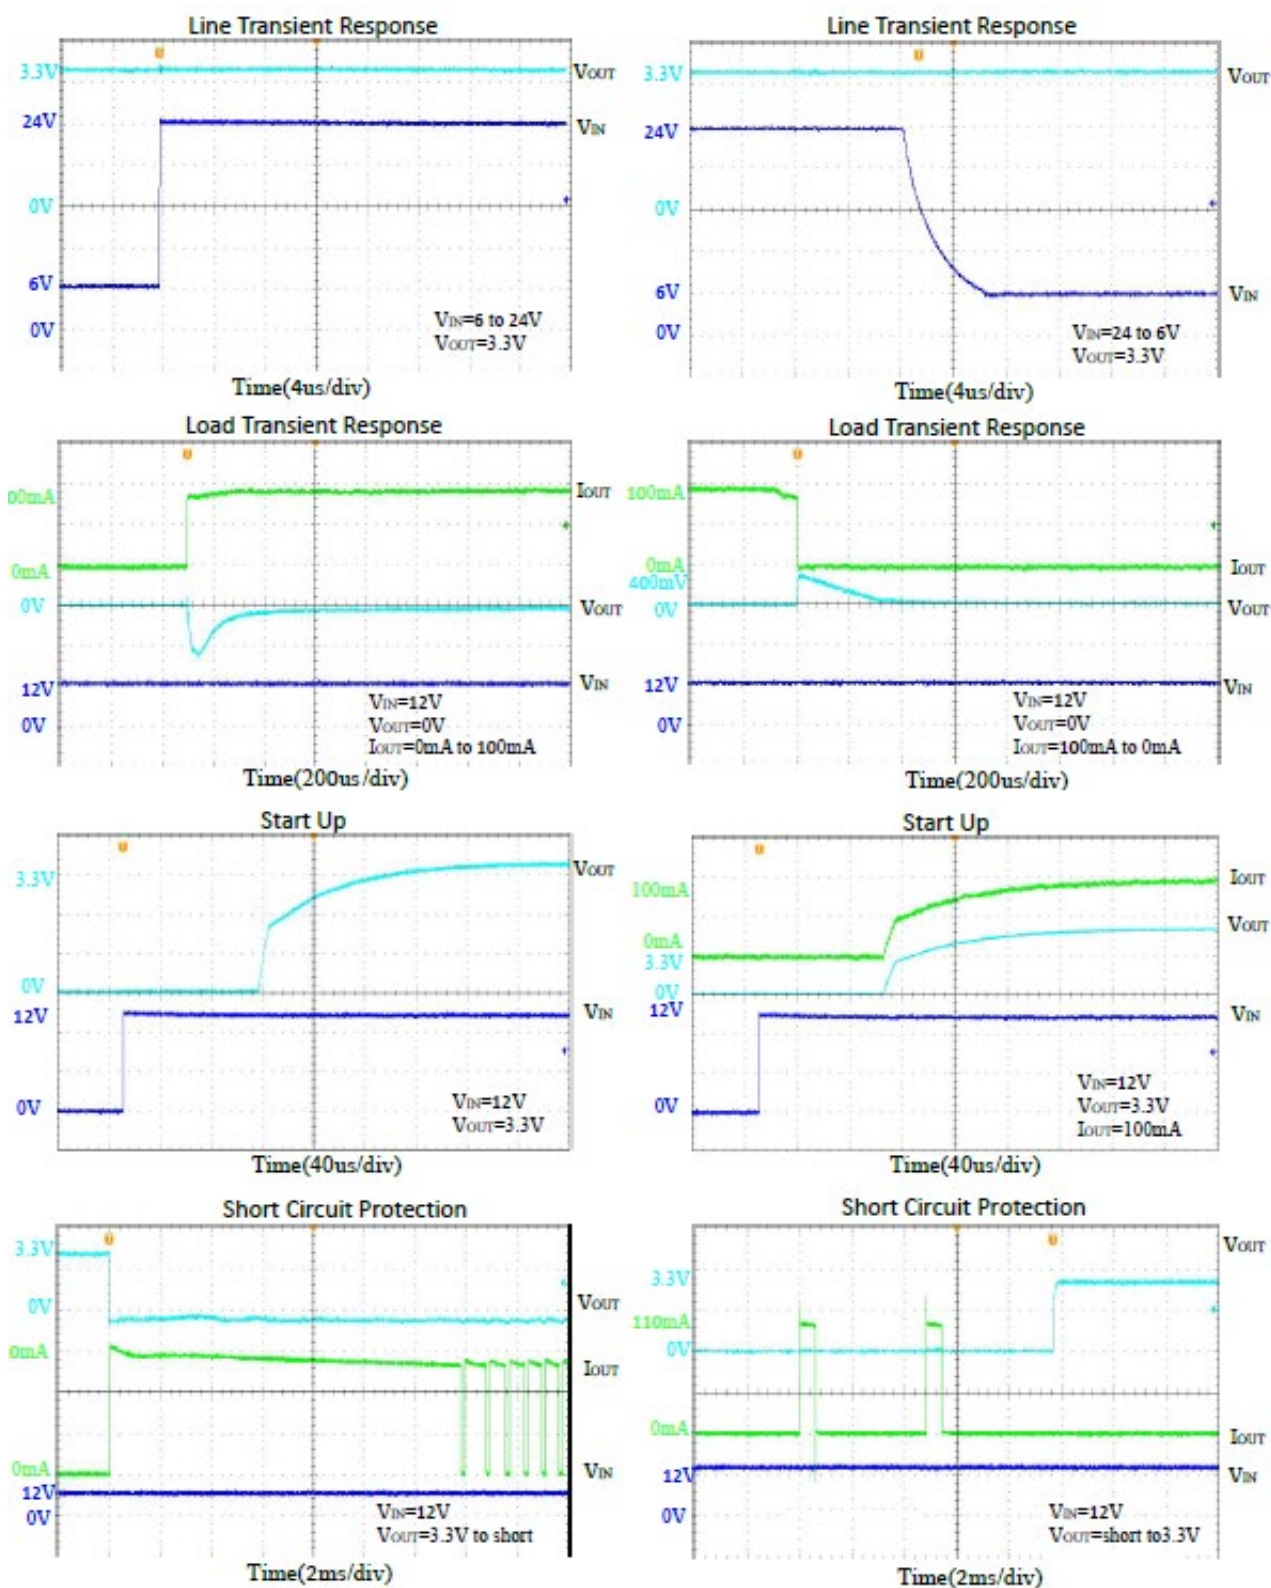 Line Transient Response
3.3V
VOUT
24V
VIN
0V
6V
0V
VIN=6 to 24V
VOUT=3.3V
Time(4us/div)
Line Transient Response
3.3V
VOUT
24V
0V
6V
VIN
0V
VIN=24 to 6V
VOUT=3.3V
Time(4us/div)
Load Transient Response
00mA
IOUT
0mA
0V
VOUT
12V
VIN
0V
VIN=12V
VOUT=0V
IOUT=0mA to 100mA
Time(200us/div)
Load Transient Response
100mA
0mA
IOUT
400mV
0V
VOUT
12V
VIN
0V
VIN=12V
VOUT=0V
IOUT=100mA to 0mA
Time(200us/div)
Start Up
3.3V
VOUT
0V
12V
VIN
0V
VIN=12V
VOUT=3.3V
Time(40us/div)
Start Up
100mA
IOUT
VOUT
0mA
3.3V
0V
12V
VIN
0V
VIN=12V
VOUT=3.3V
IOUT=100mA
Time(40us/div)
Short Circuit Protection
3.3V
0V
VOUT
0mA
IOUT
0mA
VIN
12V
0V
VIN=12V
VOUT=3.3V to short
Time(2ms/div)
Short Circuit Protection
VOUT
3.3V
110mA
0V
0mA
IOUT
12V
VIN
0V
VIN=12V
VOUT=short to3.3V
Time(2ms/div)